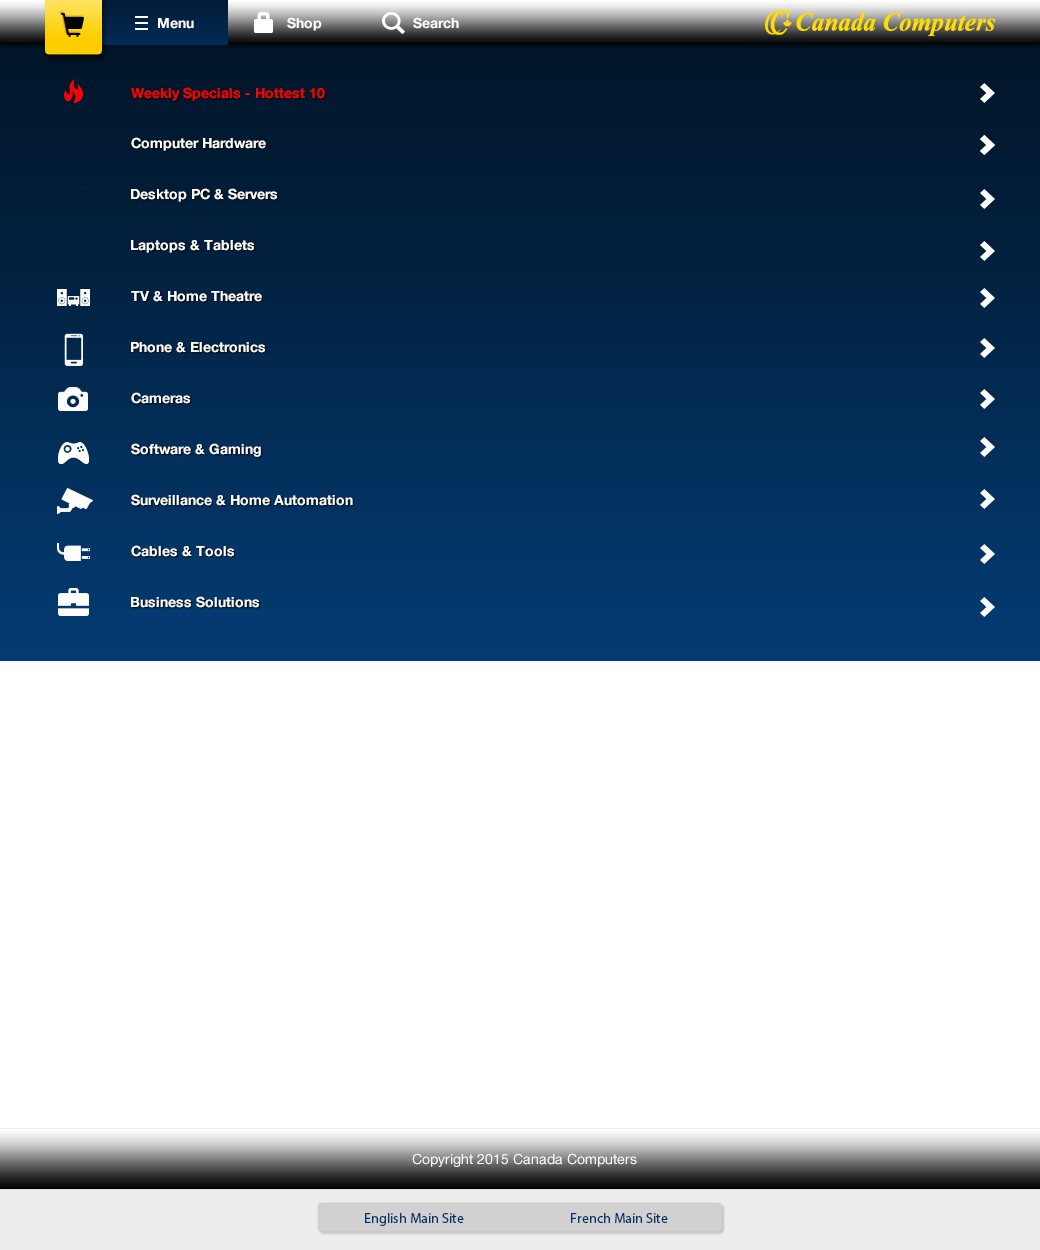 Menu Shop Search Canada Computers
Weekly Specials - Hottest 10
Computer Hardware
Desktop PC & Servers
Laptops & Tablets
TV & Home Theatre
Phone & Electronics
Cameras
Software & Gaming
Surveillance & Home Automation
Cables & Tools
Business Solutions
Copyright 2015 Canada Computers
English Main Site French Main Site